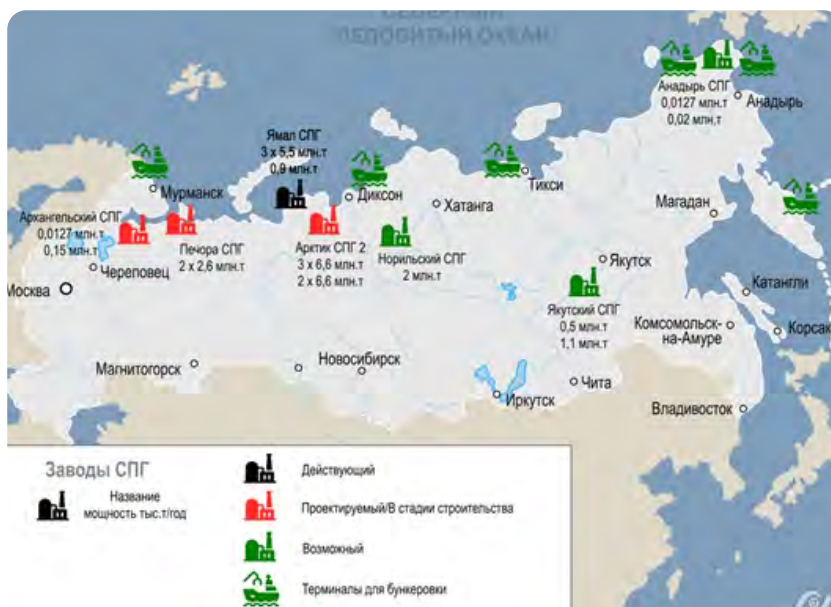 СЕВЕРНЫЙ
ЛЕДОВИТЫЙ ОКЕАН
Анадырь СПГ
0,0127 млн.т
0,02 млн.т
Анадырь
Ямал СПГ
3 x 5,5 млн.т
0,9 млн.т
Мурманск
Диксон
Тикси
Хатанга
Магадан
Архангельский СПГ
0,0127 млн.т
0,15 млн.т
Печора СПГ
2 x 2,6 млн.т
Арктик СПГ 2
3 x 6,6 млн.т
2 x 6,6 млн.т
Норильский СПГ
2 млн.т
Якутск
Череповец
Москва
Якутский СПГ
0,5 млн.т
1,1 млн.т
Катангли
Комсомольск-
на-Амуре
Корсак
Магнитогорск
Новосибирск
Иркутск
Чита
Владивосток
Заводы СПГ
Название
мощность тыс.т/год
Действующий
Проектируемый/В стадии строительства
Возможный
Терминалы для бункеровки